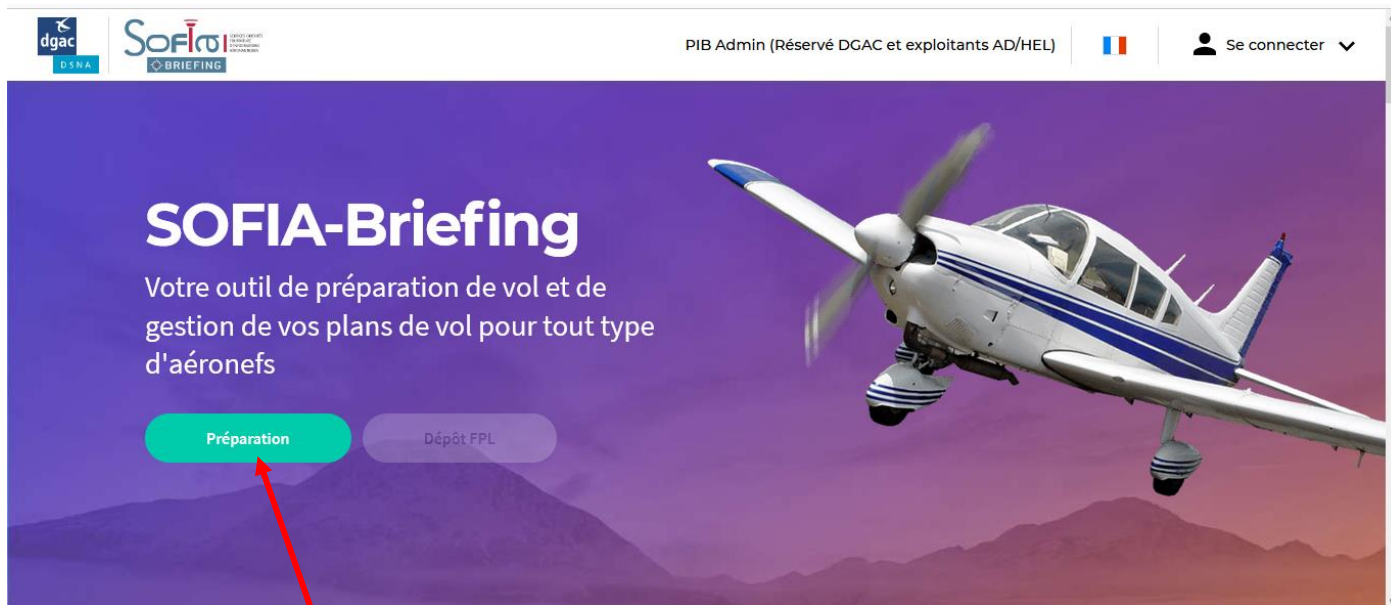 dgac
DSNA
SOFIA
BRIEFING
PIB Admin (Réservé DGAC et exploitants AD/HEL)
Se connecter
SOFIA-Briefing
Votre outil de préparation de vol et de
gestion de vos plans de vol pour tout type
d'aéronefs
Préparation
Dépôt FPL